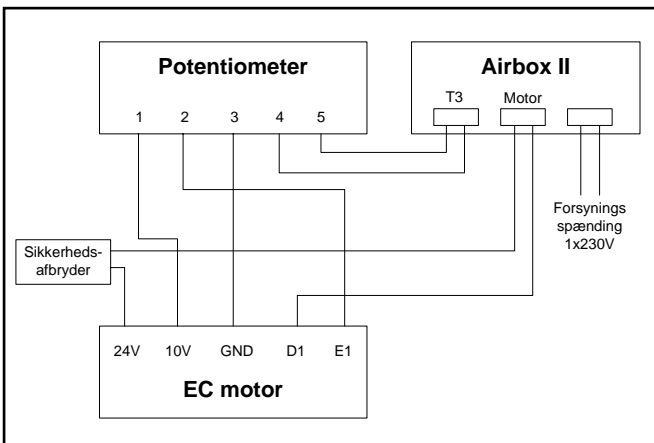 Potentiometer
Airbox II
T3 Motor
1 2 3 4 5
Forsynings
spænding
1x230V
Sikkerheds-
afbryder
24V 10V GND D1 E1
EC motor